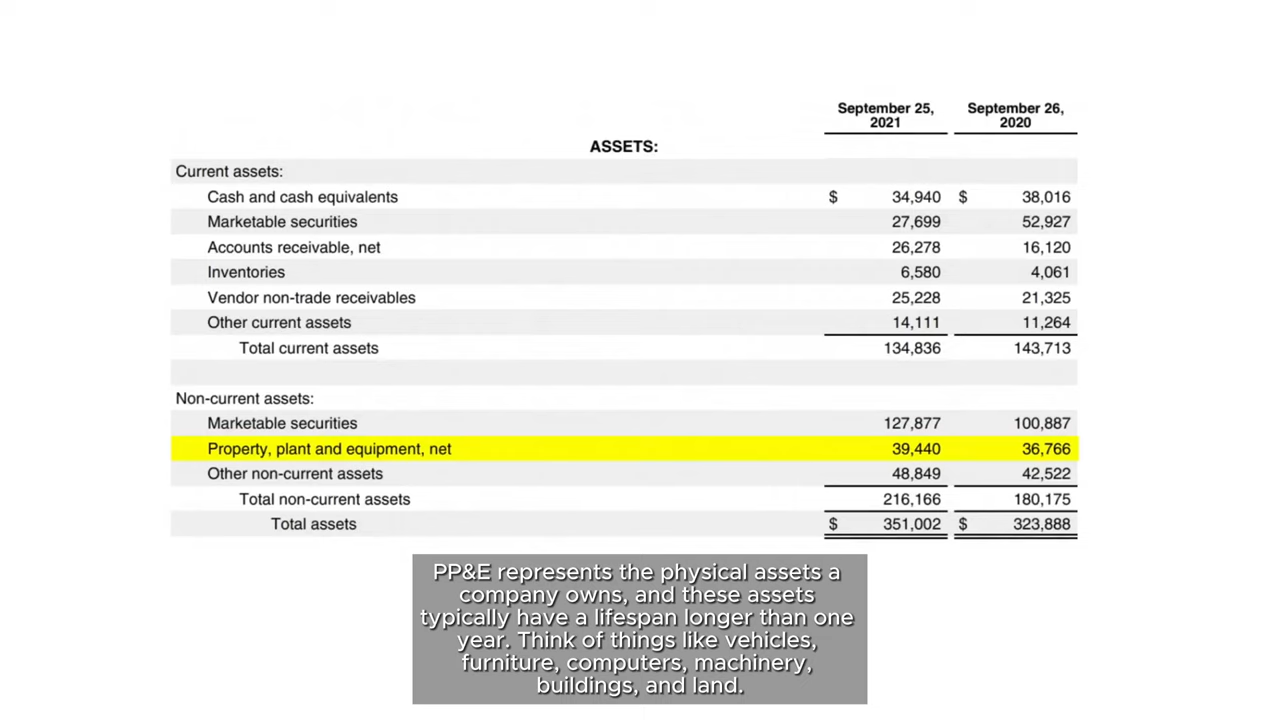 September 25, 2021 September 26, 2020
ASSETS:
Current assets:
Cash and cash equivalents $ 34,940 $ 38,016
Marketable securities 27,699 52,927
Accounts receivable, net 26,278 16,120
Inventories 6,580 4,061
Vendor non-trade receivables 25,228 21,325
Other current assets 14,111 11,264
Total current assets 134,836 143,713
Non-current assets:
Marketable securities 127,877 100,887
Property, plant and equipment, net 39,440 36,766
Other non-current assets 48,849 42,522
Total non-current assets 216,166 180,175
Total assets $ 351,002 $ 323,888
PP&E represents the physical assets a
company owns, and these assets
typically have a lifespan longer than one
year. Think of things like vehicles,
furniture, computers, machinery,
buildings, and land.